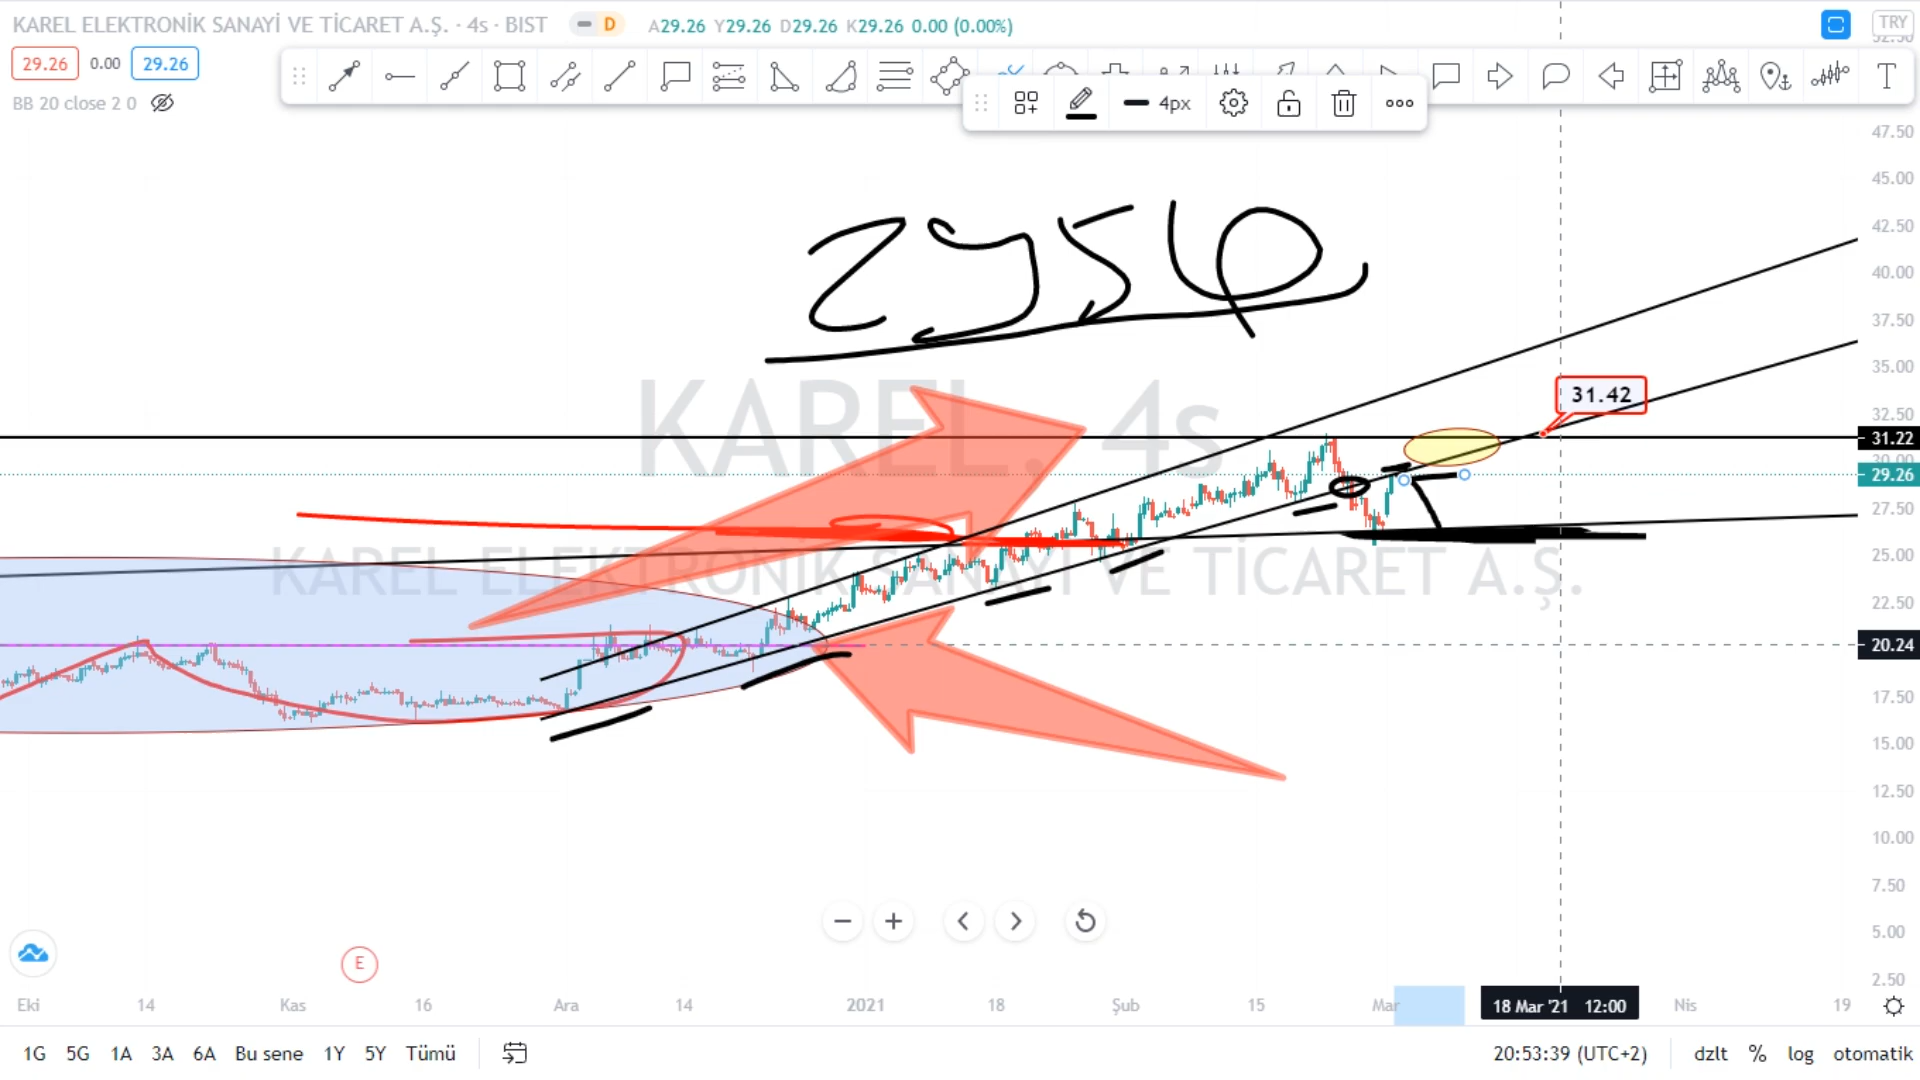 KAREL ELEKTRONİK SANAYİ VE TİCARET A.Ş. · 4s · BIST D A29.26 Y29.26 D29.26 K29.26 0.00 (0.00%) TRY
29.26 0.00 29.26
T
BB 20 close 2 0
4px
47.50
45.00
42.50
40.00
37.50
35.00
32.50
31.22
29.26
27.50
25.00
22.50
20.24
17.50
15.00
12.50
10.00
7.50
5.00
2.50
31.42
KAREL, 4s
KAREL ELEKTRONİK SANAYİ VE TİCARET A.Ş.
E
Eki 14 Kas 16 Ara 14 2021 18 Şub 15 Mar 18 Mar '21 12:00 Nis 19
1G 5G 1A 3A 6A Bu sene 1Y 5Y Tümü 20:53:39 (UTC+2) dzlt % log otomatik